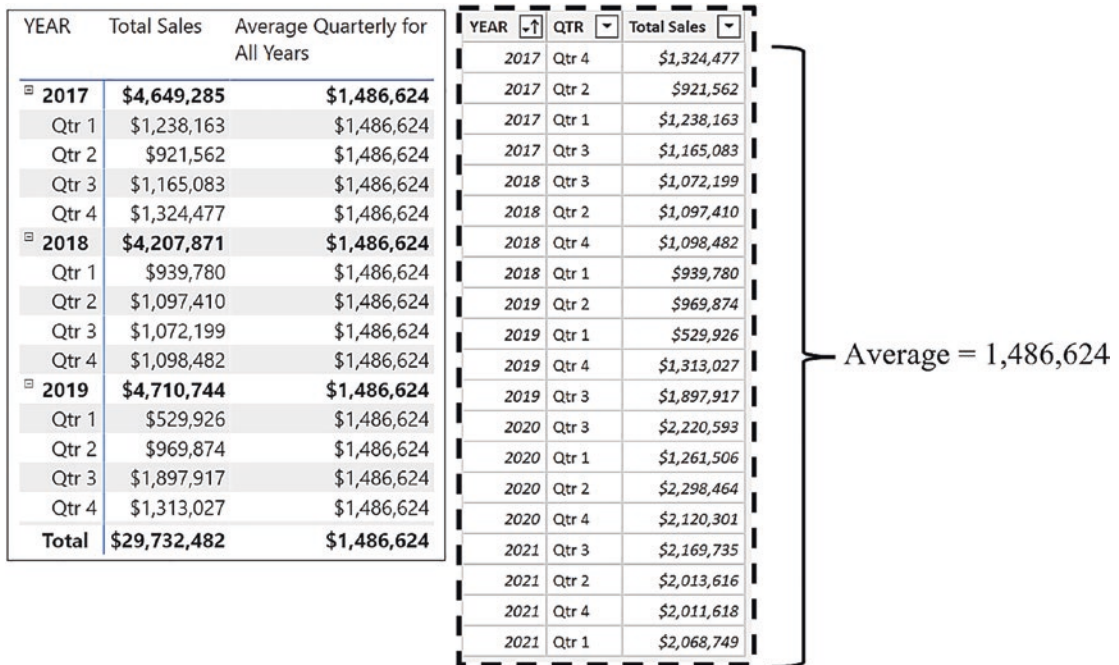 YEAR Total Sales Average Quarterly for
All Years
2017 $4,649,285 $1,486,624
Qtr 1 $1,238,163 $1,486,624
Qtr 2 $921,562 $1,486,624
Qtr 3 $1,165,083 $1,486,624
Qtr 4 $1,324,477 $1,486,624
2018 $4,207,871 $1,486,624
Qtr 1 $939,780 $1,486,624
Qtr 2 $1,097,410 $1,486,624
Qtr 3 $1,072,199 $1,486,624
Qtr 4 $1,098,482 $1,486,624
2019 $4,710,744 $1,486,624
Qtr 1 $529,926 $1,486,624
Qtr 2 $969,874 $1,486,624
Qtr 3 $1,897,917 $1,486,624
Qtr 4 $1,313,027 $1,486,624
Total $29,732,482 $1,486,624
YEAR QTR Total Sales
2017 Qtr 4 $1,324,477
2017 Qtr 2 $921,562
2017 Qtr 1 $1,238,163
2017 Qtr 3 $1,165,083
2018 Qtr 3 $1,072,199
2018 Qtr 2 $1,097,410
2018 Qtr 4 $1,098,482
2018 Qtr 1 $939,780
2019 Qtr 2 $969,874
2019 Qtr 1 $529,926
2019 Qtr 4 $1,313,027
2019 Qtr 3 $1,897,917
2020 Qtr 3 $2,220,593
2020 Qtr 1 $1,261,506
2020 Qtr 2 $2,298,464
2020 Qtr 4 $2,120,301
2021 Qtr 3 $2,169,735
2021 Qtr 2 $2,013,616
2021 Qtr 4 $2,011,618
2021 Qtr 1 $2,068,749
Average = 1,486,624